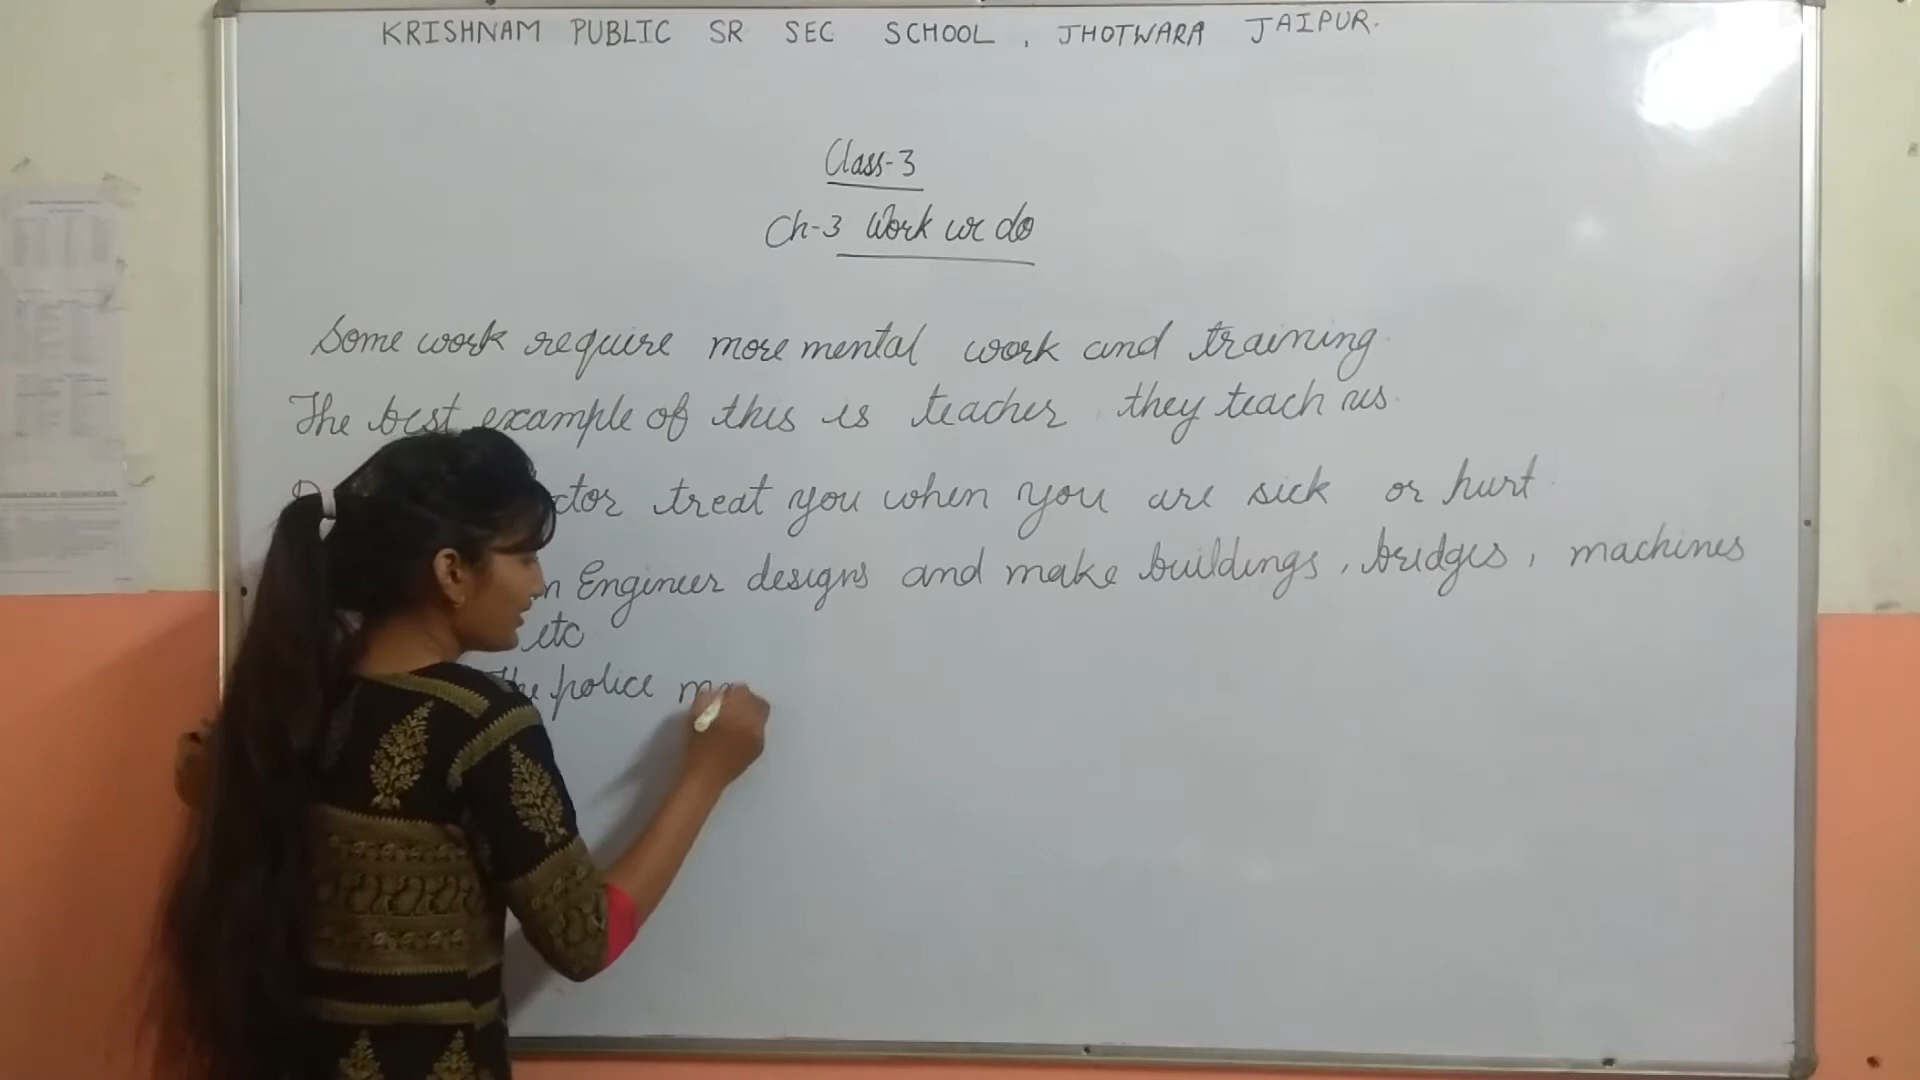 KRISHNAM PUBLIC SR SEC SCHOOL, JHOTWARA JAIPUR.
Class-3
Ch-3 Work we do
Some work require more mental work and training.
The best example of this is teacher they teach us.
treat you when you are sick or hurt.
Engineer designs and make buildings, bridges, machines
etc
The police